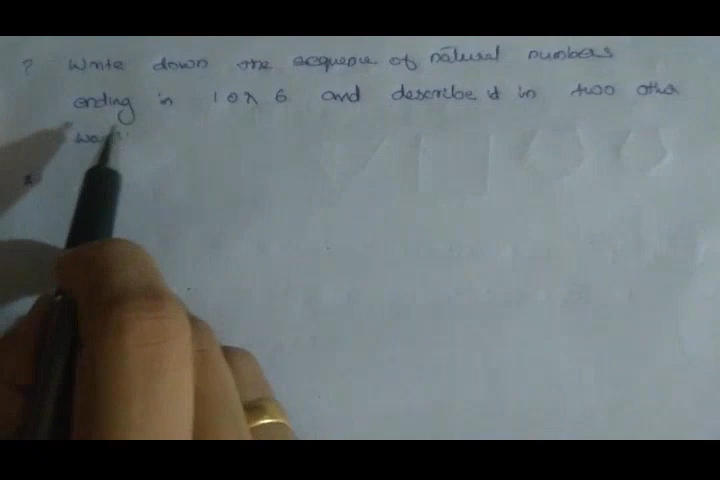 ? Write down the sequence of natural numbers
ending in 1 or 6 and describe it in two other